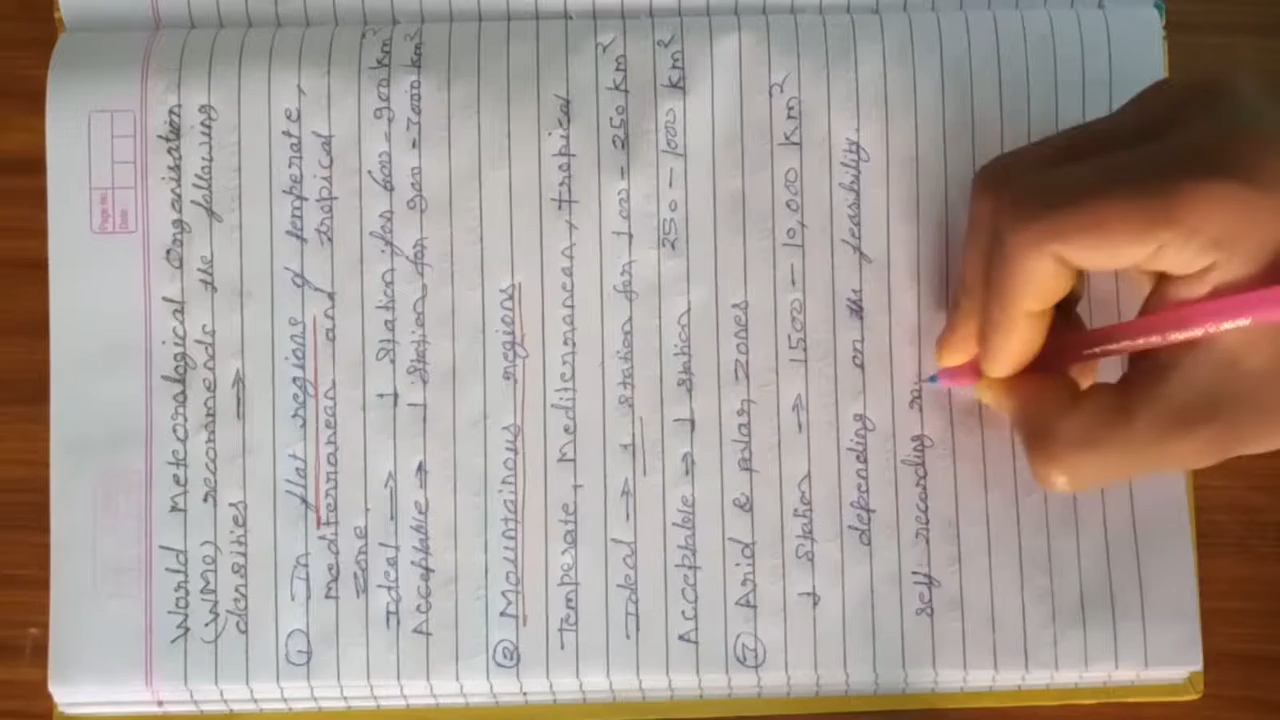 Page No.
Date
World meteorological organisation
(WMO) recommends the following
densities →
① In flat regions of temperate,
mediterranean and tropical
zone
Ideal → 1 station for 600 - 900 km²
Acceptable → 1 station for 900 - 3000 km²
② Mountainous regions
Temperate, Mediterranean, tropical
Ideal → 1 station for 100 - 250 km²
Acceptable → 1 station 250 - 1000 km²
③ Arid & polar zones
1 station → 1500 - 10,000 km²
depending on the feasibility.
self recording